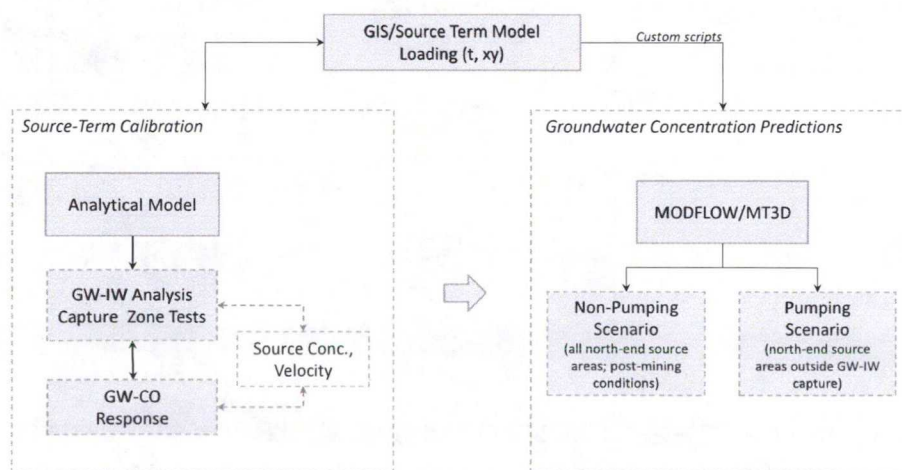 GIS/Source Term Model
Loading (t, xy)
Custom scripts
Source-Term Calibration
Analytical Model
GW-IW Analysis
Capture Zone Tests
Source Conc.,
Velocity
GW-CO
Response
Groundwater Concentration Predictions
MODFLOW/MT3D
Non-Pumping
Scenario
(all north-end source
areas; post-mining
conditions)
Pumping
Scenario
(north-end source
areas outside GW-IW
capture)